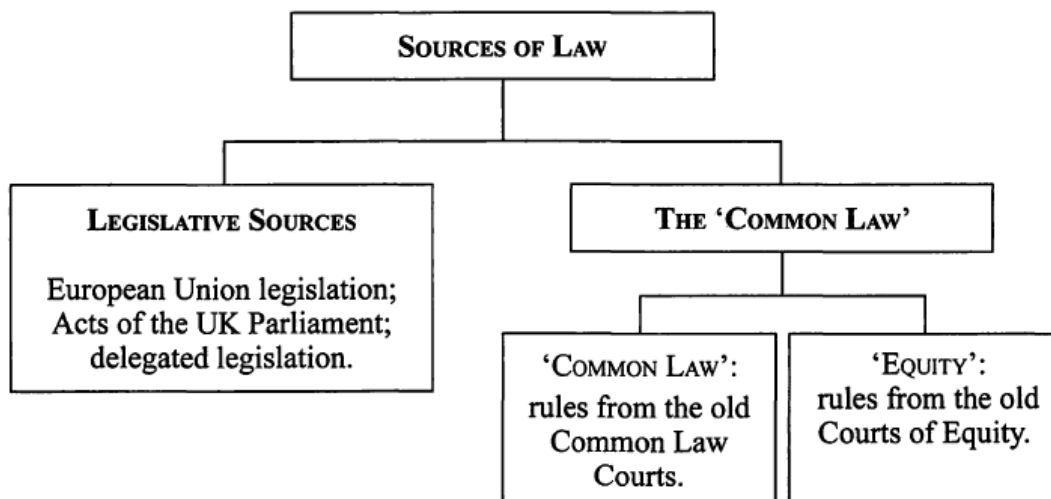 SOURCES OF LAW
LEGISLATIVE SOURCES
European Union legislation;
Acts of the UK Parliament;
delegated legislation.
THE ‘COMMON LAW’
‘COMMON LAW’:
rules from the old
Common Law
Courts.
‘EQUITY’:
rules from the old
Courts of Equity.